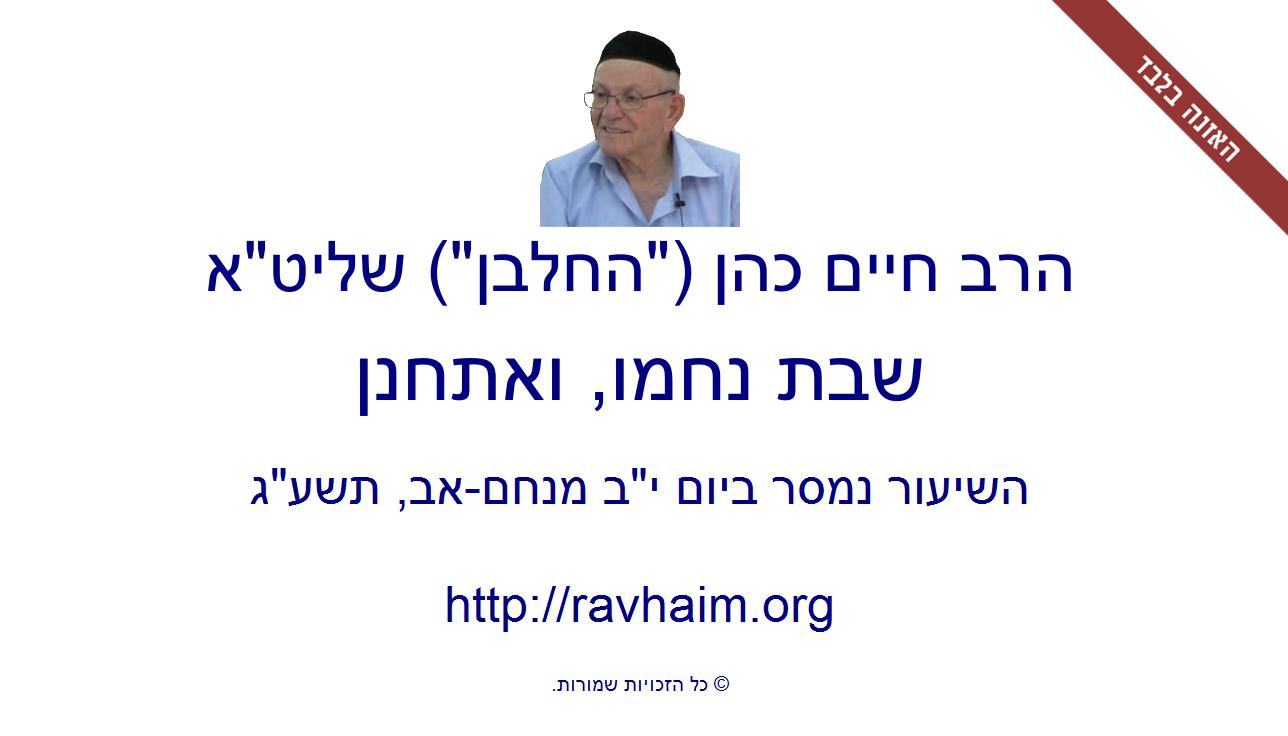 האזנה בלבד
הרב חיים כהן ("החלבן") שליט"א
שבת נחמו, ואתחנן
השיעור נמסר ביום י"ב מנחם-אב, תשע"ג
http://ravhaim.org
© כל הזכויות שמורות.